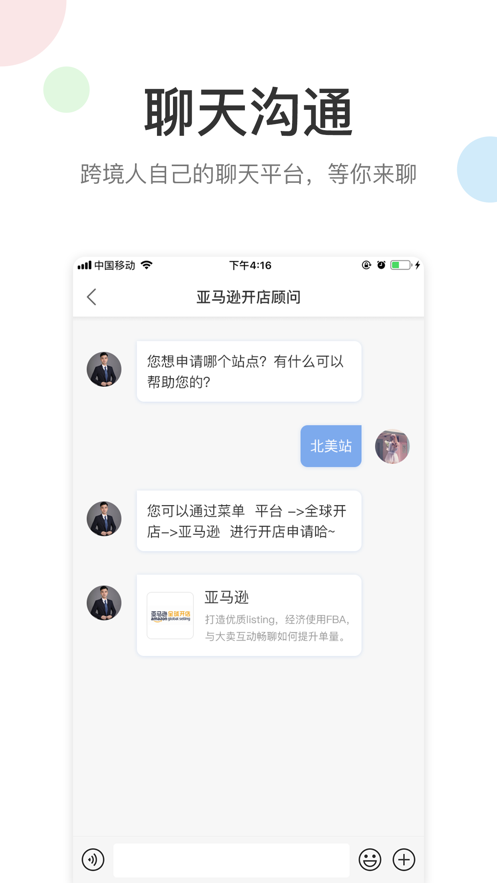 聊天沟通
跨境人自己的聊天平台，等你来聊
中国移动
下午4:16
亚马逊开店顾问
您想申请哪个站点？有什么可以
帮助您的？
北美站
您可以通过菜单 平台 ->全球开
店->亚马逊 进行开店申请哈~
亚马逊
亚马逊 全球开店
amazon global selling
打造优质listing，经济使用FBA，
与大卖互动畅聊如何提升单量。